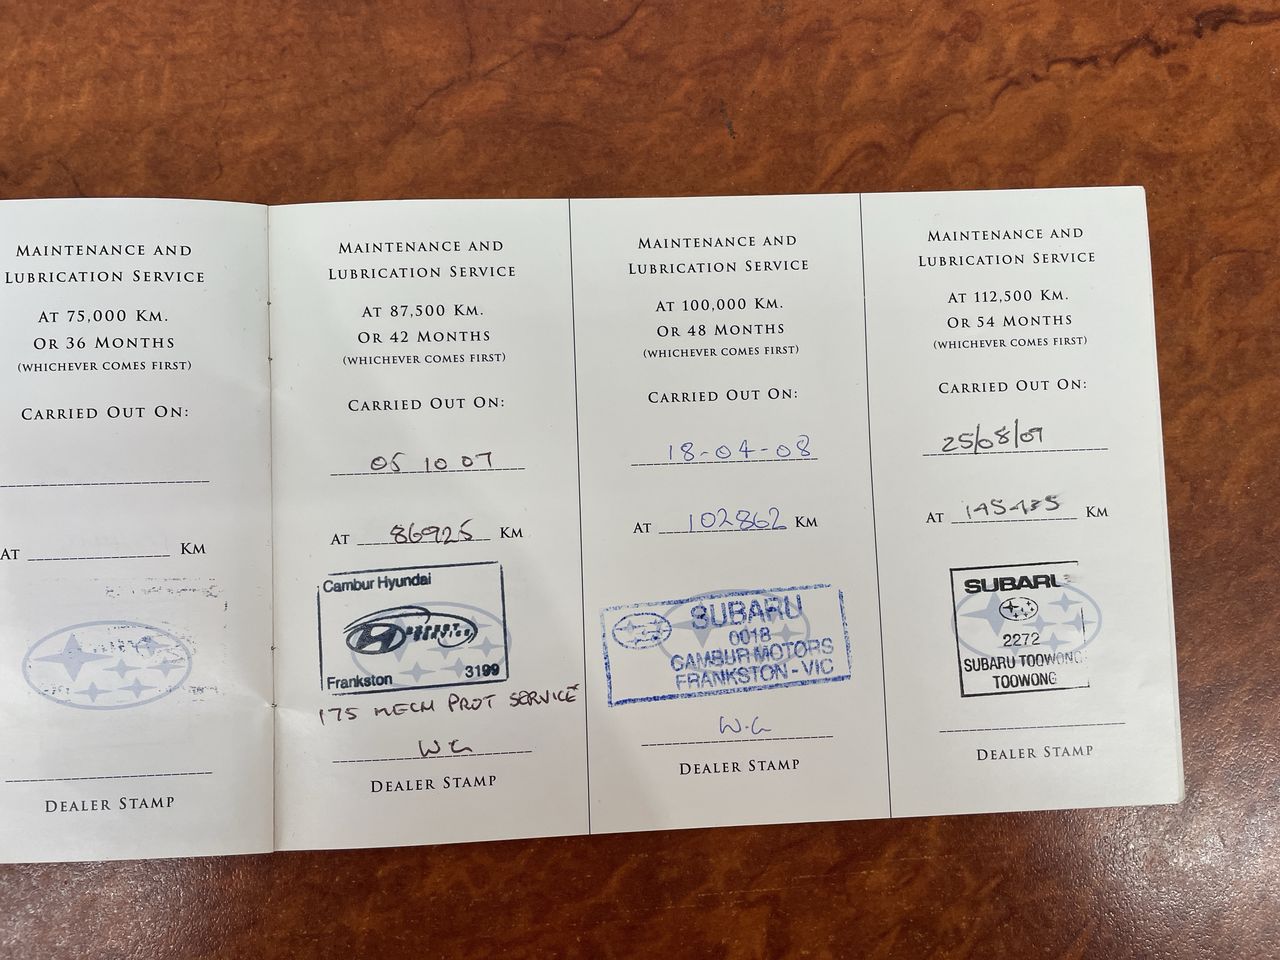 MAINTENANCE AND
LUBRICATION SERVICE
AT 75,000 KM.
OR 36 MONTHS
(WHICHEVER COMES FIRST)
CARRIED OUT ON:
AT KM
DEALER STAMP
MAINTENANCE AND
LUBRICATION SERVICE
AT 87,500 KM.
OR 42 MONTHS
(WHICHEVER COMES FIRST)
CARRIED OUT ON:
05 10 07
AT 86925 KM
Cambur Hyundai
Frankston 3199
175 MECH PROT SERVICE
WG
DEALER STAMP
MAINTENANCE AND
LUBRICATION SERVICE
AT 100,000 KM.
OR 48 MONTHS
(WHICHEVER COMES FIRST)
CARRIED OUT ON:
18-04-08
AT 102862 KM
SUBARU
0018
CAMBUR MOTORS
FRANKSTON - VIC
W.G
DEALER STAMP
MAINTENANCE AND
LUBRICATION SERVICE
AT 112,500 KM.
OR 54 MONTHS
(WHICHEVER COMES FIRST)
CARRIED OUT ON:
25/08/09
AT KM
SUBARU
2272
SUBARU TOOWONG
TOOWONG
DEALER STAMP